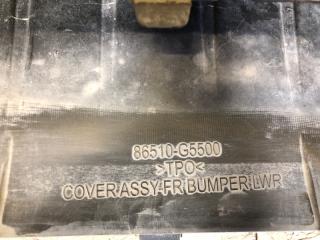 86510-G5500
>TPO<
COVER ASSY-FR BUMPER LWR